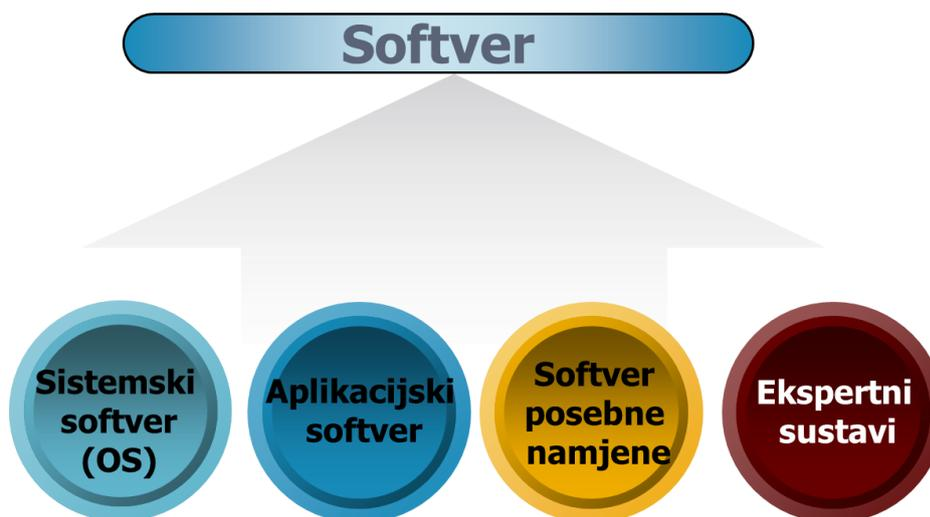 Softver
Sistemski
softver
(OS)
Aplikacijski
softver
Softver
posebne
namjene
Ekspertni
sustavi